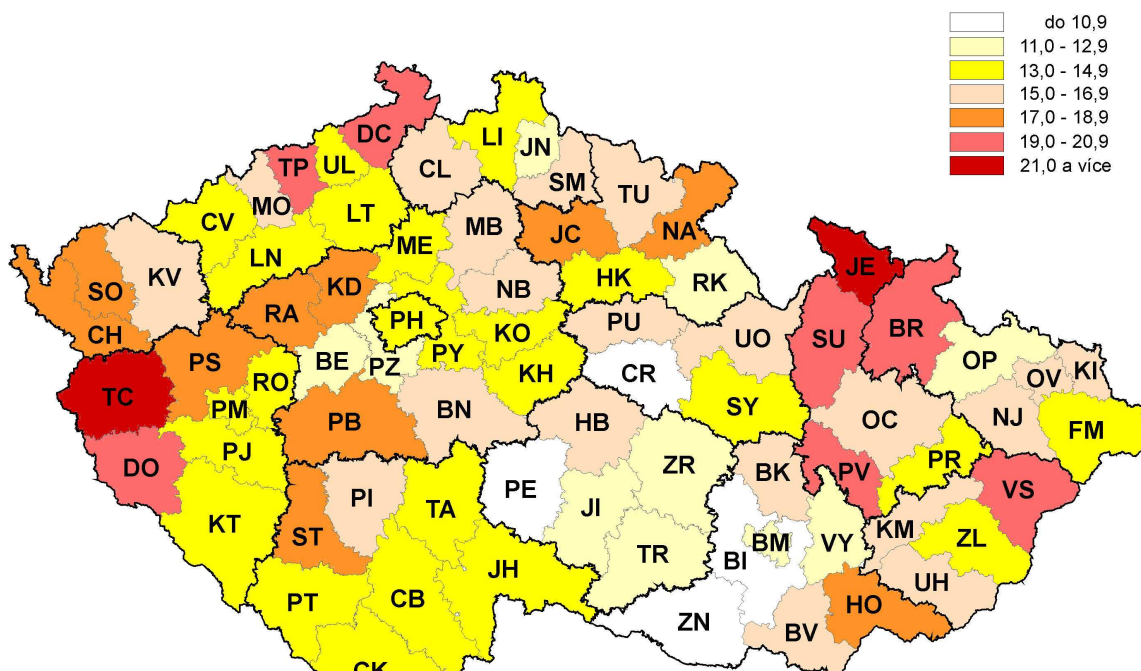 do 10,9
11,0 - 12,9
13,0 - 14,9
15,0 - 16,9
17,0 - 18,9
19,0 - 20,9
21,0 a více
DC
LI
JN
TP
UL
CL
SM
TU
MO
CV
LT
ME
MB
JC
NA
LN
KV
SO
KD
NB
HK
RK
JE
RA
CH
PH
KO
PU
UO
SU
BR
PS
BE
PZ
PY
OP
TC
RO
KH
CR
OV
KI
PM
BN
SY
NJ
PB
HB
OC
FM
DO
PJ
ZR
BK
PV
PR
PE
VS
KT
PI
TA
JI
ST
TR
BM
VY
KM
ZL
BI
JH
UH
PT
CB
HO
ZN
BV
CK